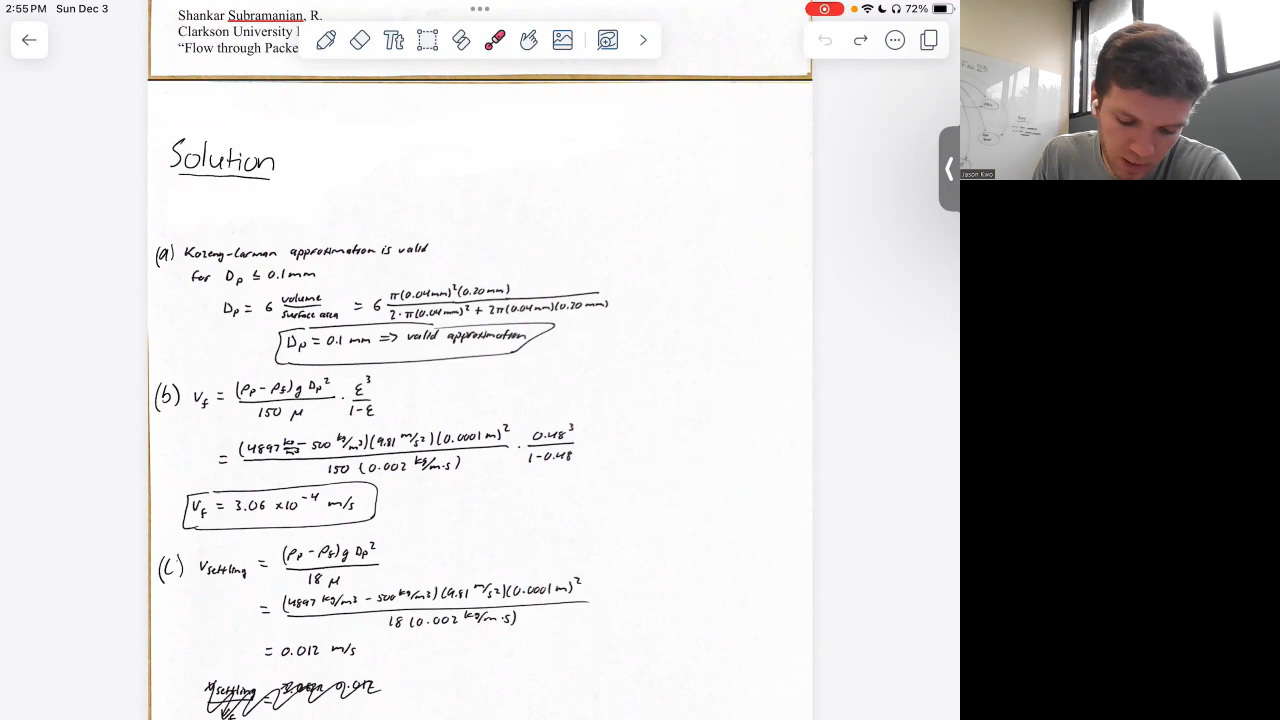 2:55 PM Sun Dec 3
72%
Shankar Subramanian, R.
Clarkson University
"Flow through Packe
Tt
Solution
(a) Kozeny-Carman approximation is valid
for Dp ≤ 0.1mm
Dp = 6 volume/surface area = 6 π(0.04mm)²(0.20mm)/2·π(0.04mm)² + 2π(0.04mm)(0.20mm)
Dp = 0.1 mm => valid approximation
(b) vf = (ρp - ρf) g Dp²/150 μ · ε³/1-ε
= (4897 kg/m3 - 500 kg/m3)(9.81 m/s2)(0.0001m)²/150 (0.002 kg/m·s) · 0.48³/1-0.48
Vf = 3.06 ×10⁻⁴ m/s
(c) Vsettling = (ρp - ρf) g Dp²/18 μ
= (4897 kg/m3 - 500 kg/m3)(9.81 m/s2)(0.0001m)²/18 (0.002 kg/m·s)
= 0.012 m/s
Jason Kwo